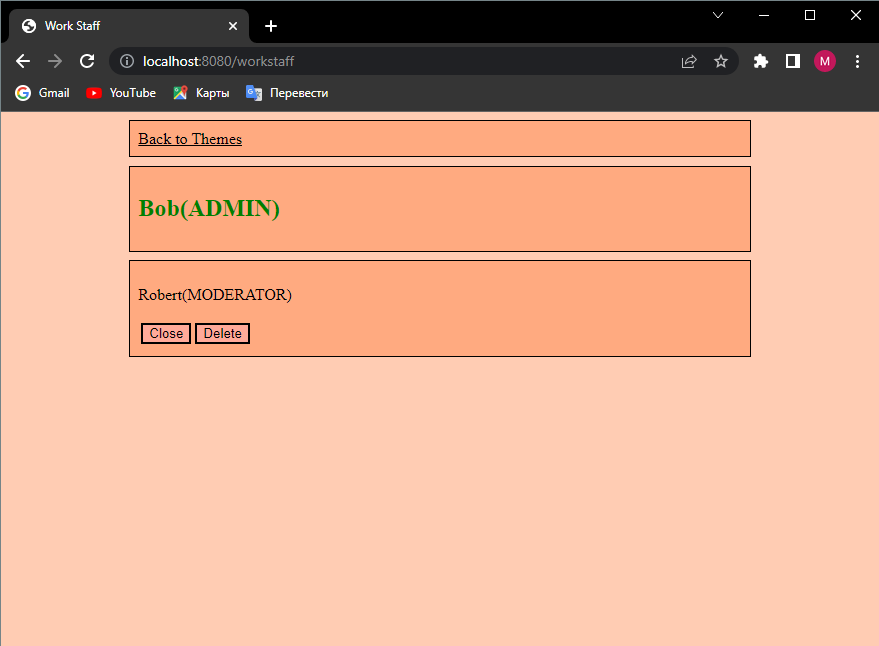 Work Staff
localhost:8080/workstaff
M
Gmail YouTube Карты Перевести
Back to Themes
Bob(ADMIN)
Robert(MODERATOR)
Close Delete